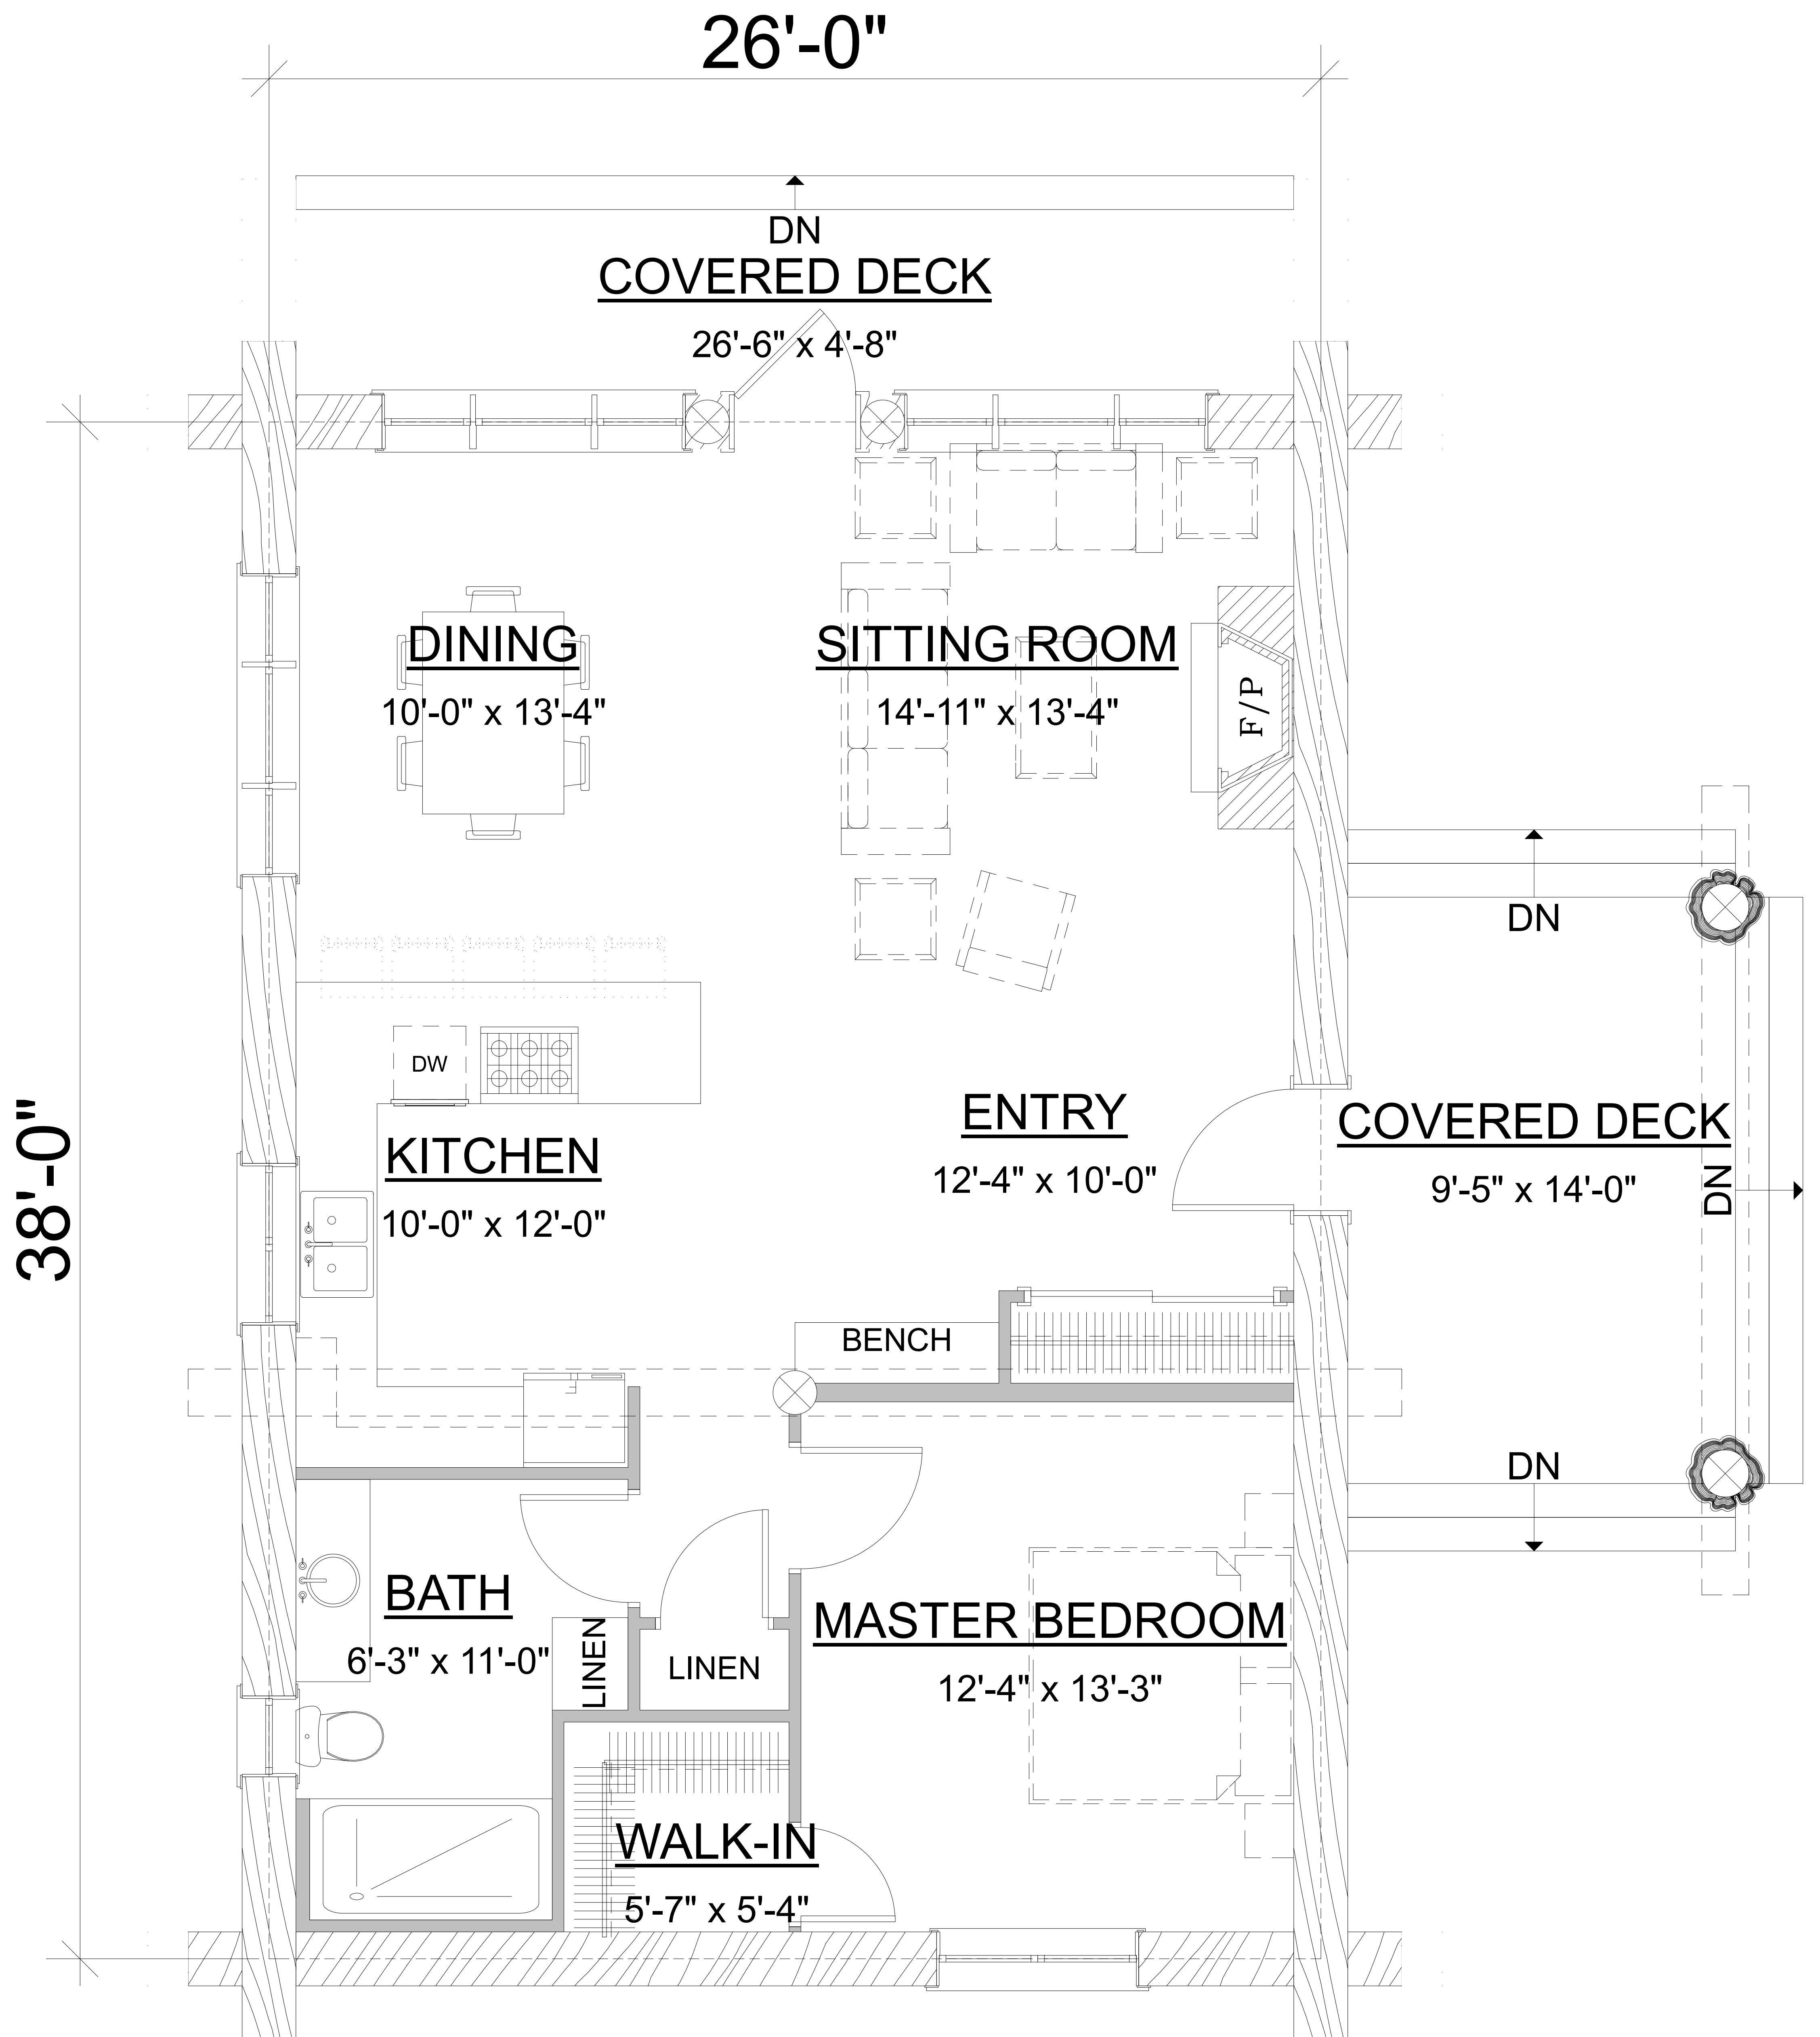 26'-0"
DN
COVERED DECK
26'-6" x 4'-8"
DINING
10'-0" x 13'-4"
SITTING ROOM
14'-11" x 13'-4"
F/P
DN
DW
38'-0"
KITCHEN
10'-0" x 12'-0"
ENTRY
12'-4" x 10'-0"
COVERED DECK
9'-5" x 14'-0"
DN
BENCH
DN
BATH
6'-3" x 11'-0"
LINEN
LINEN
MASTER BEDROOM
12'-4" x 13'-3"
WALK-IN
5'-7" x 5'-4"